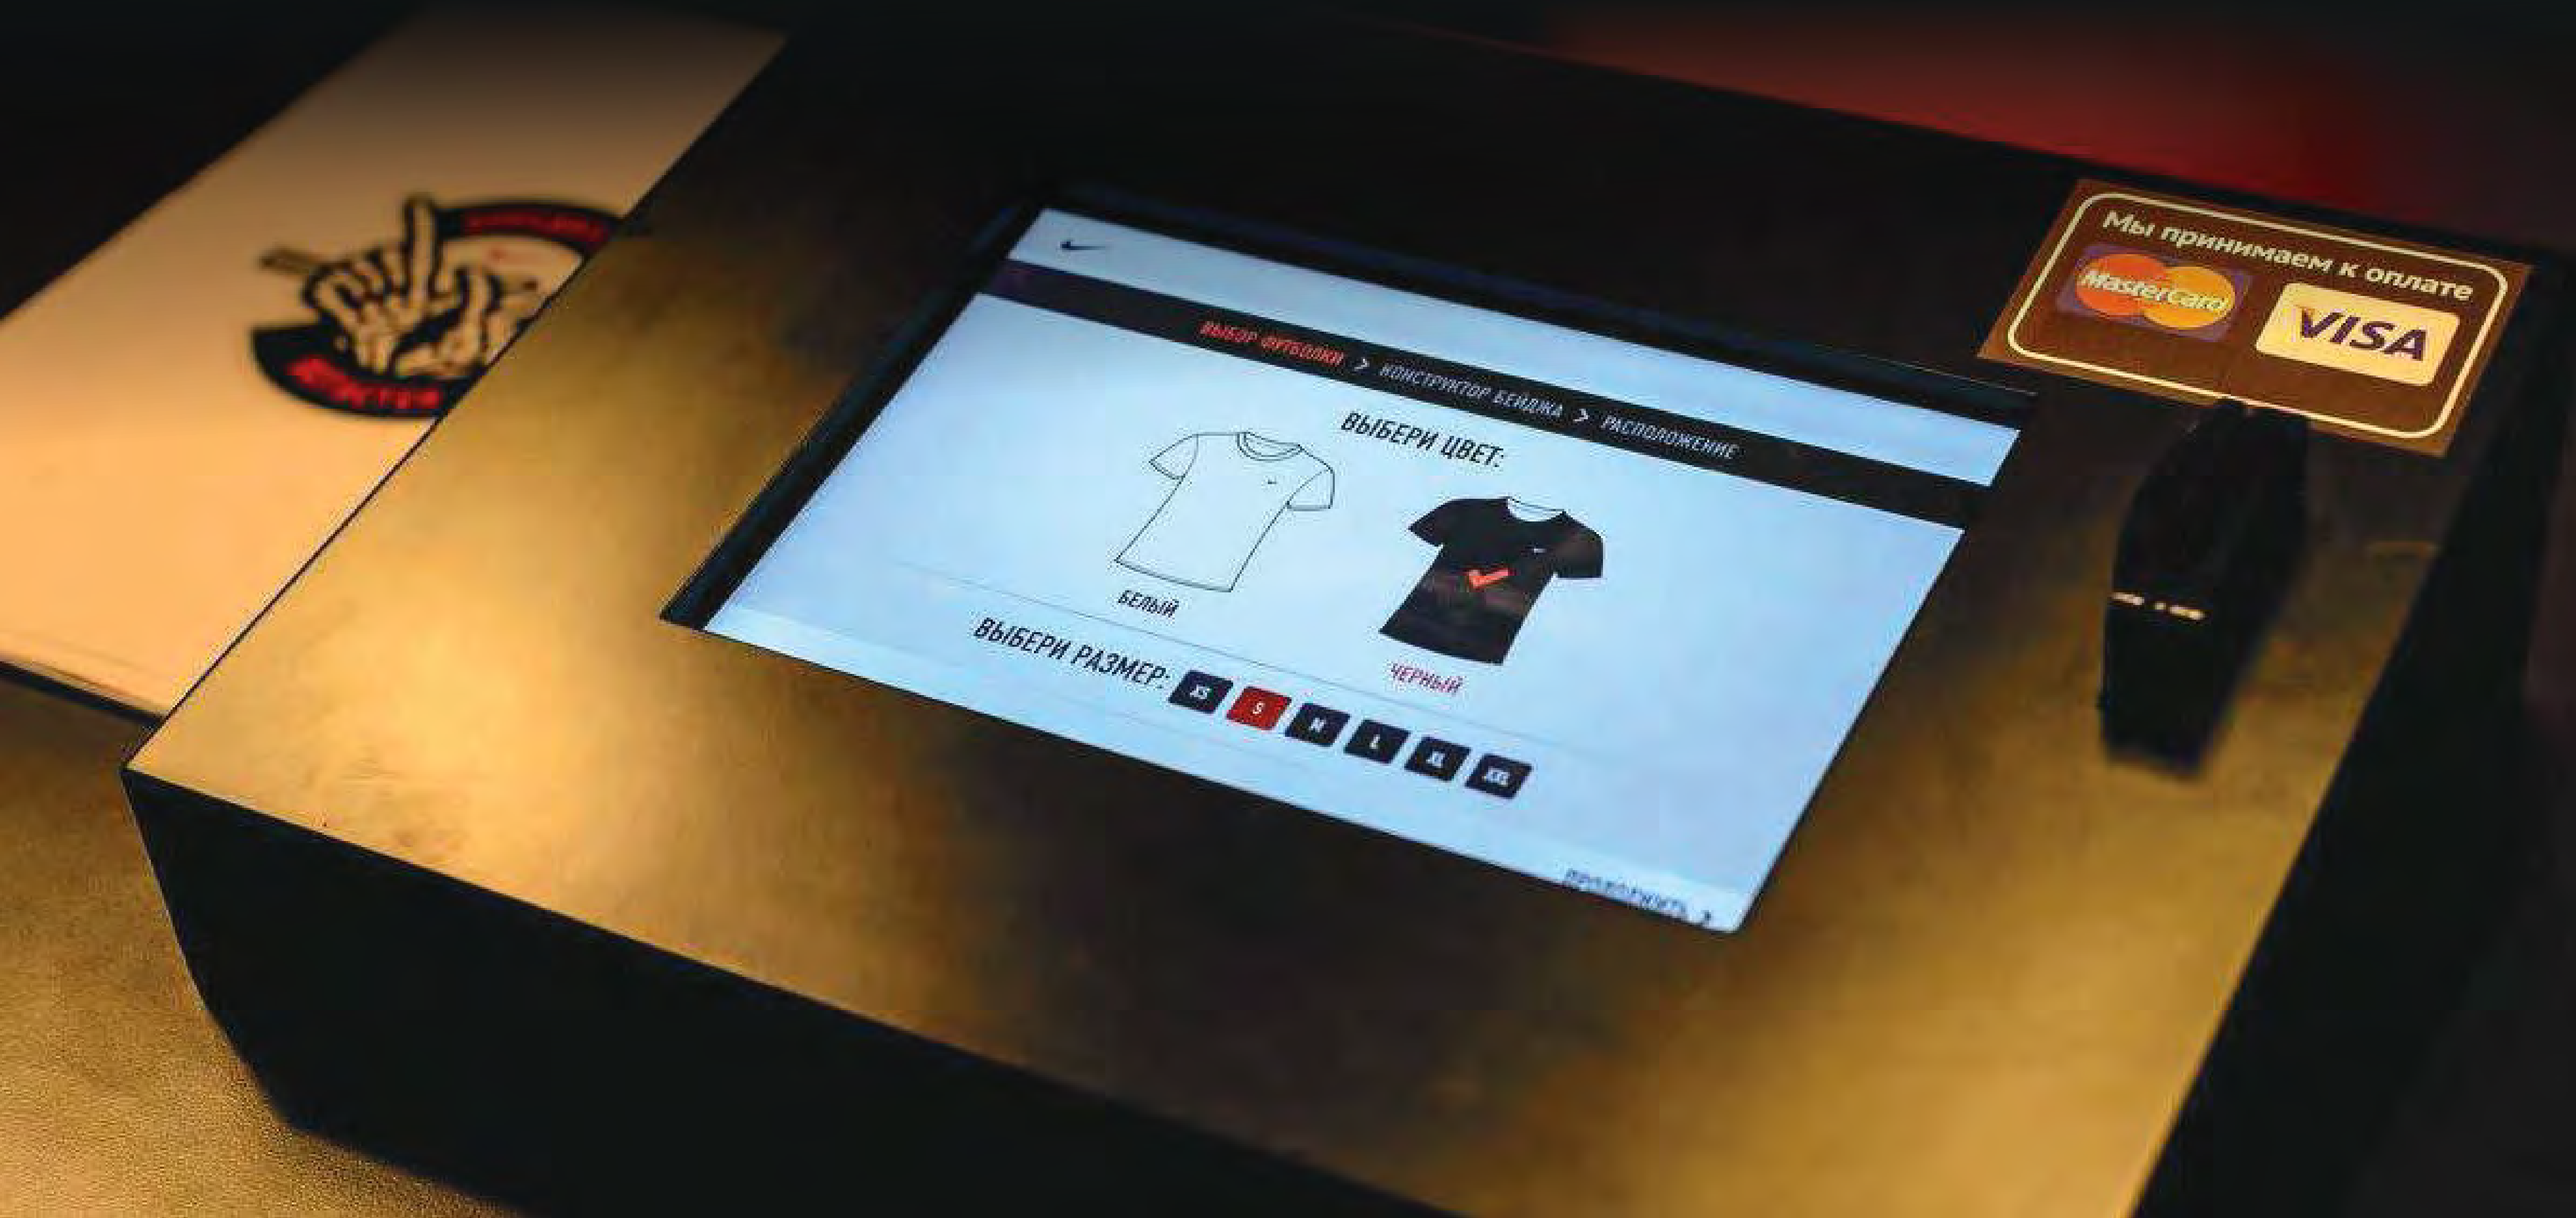 Мы принимаем к оплате
MasterCard
VISA
ВЫБОР ФУТБОЛКИ > КОНСТРУКТОР БЕЙДЖА > РАСПОЛОЖЕНИЕ
ВЫБЕРИ ЦВЕТ:
БЕЛЫЙ
ЧЕРНЫЙ
ВЫБЕРИ РАЗМЕР: XS S M L XL XXL
ПРОДОЛЖИТЬ >